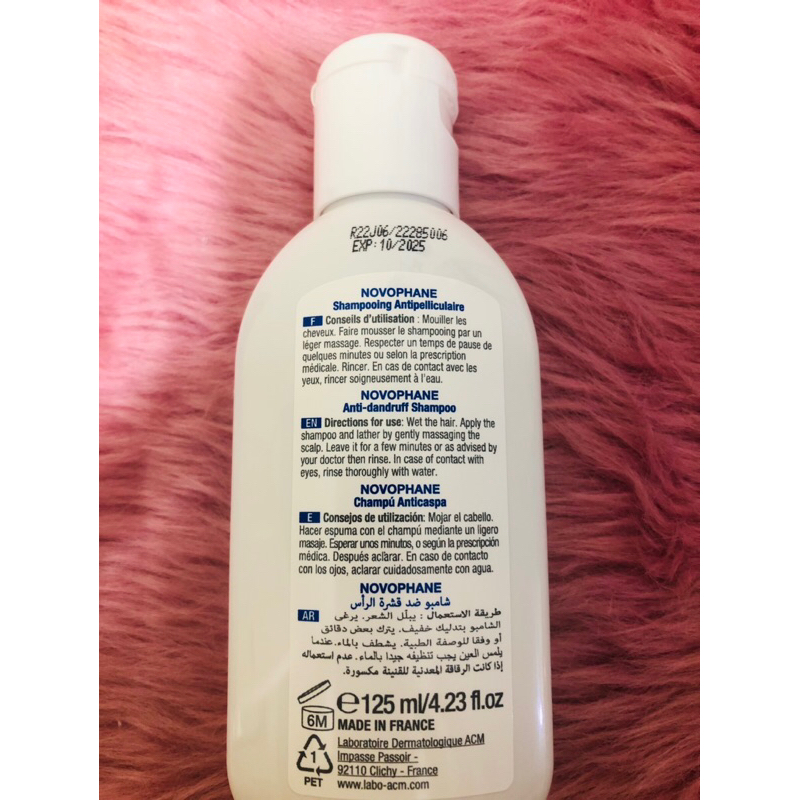 R22J06/22285006
EXP:10/2025
NOVOPHANE
Shampooing Antipelliculaire
F Conseils d'utilisation : Mouiller les
cheveux. Faire mousser le shampooing par un
léger massage. Respecter un temps de pause de
quelques minutes ou selon la prescription
médicale. Rincer. En cas de contact avec les
yeux, rincer soigneusement à l'eau.
NOVOPHANE
Anti-dandruff Shampoo
EN Directions for use: Wet the hair. Apply the
shampoo and lather by gently massaging the
scalp. Leave it for a few minutes or as advised by
your doctor then rinse. In case of contact with
eyes, rinse thoroughly with water.
NOVOPHANE
Champú Anticaspa
E Consejos de utilización: Mojar el cabello.
Hacer espuma con el champú mediante un ligero
masaje. Esperar unos minutos, o según la prescripción
médica. Después aclarar. En caso de contacto
con los ojos, aclarar cuidadosamente con agua.
NOVOPHANE
شامبو ضد قشرة الرأس
AR طريقة الاستعمال : يبلّل الشعر. يرغى
الشامبو بتدليك خفيف. يترك بعض دقائق
أو وفقا للوصفة الطبية. يشطف بالماء. عندما
يلمس العين يجب تنظيفه جيدا بالماء. عدم استعماله
إذا كانت الرقاقة المعدنية للقنينة مكسورة.
6M
℮125 ml/4.23 fl.oz
MADE IN FRANCE
Laboratoire Dermatologique ACM
Impasse Passoir -
92110 Clichy - France
www.labo-acm.com
1
PET